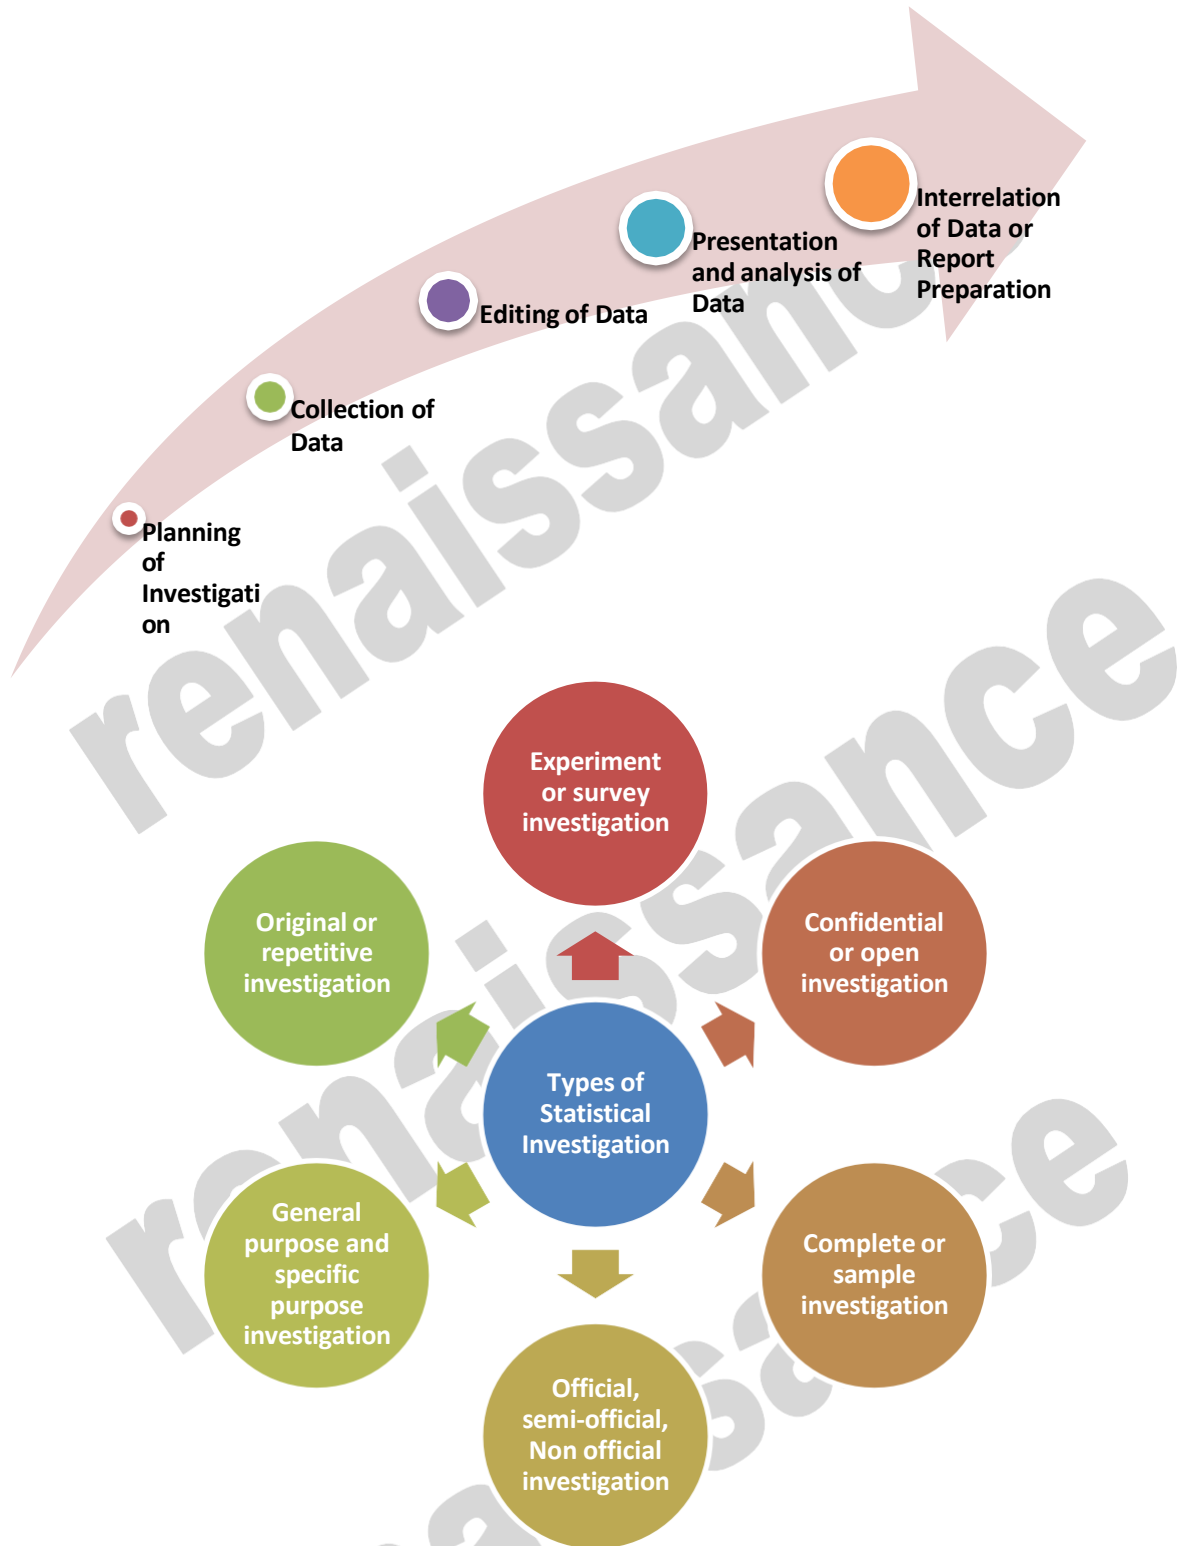 Interrelation
of Data or
Report
Preparation
Presentation
and analysis of
Data
Editing of Data
Collection of
Data
Planning
of
Investigati
on
renaissance
Experiment
or survey
investigation
Original or
repetitive
investigation
Confidential
or open
investigation
Types of
Statistical
Investigation
General
purpose and
specific
purpose
investigation
Complete or
sample
investigation
Official,
semi-official,
Non official
investigation
renaissance
renaissance